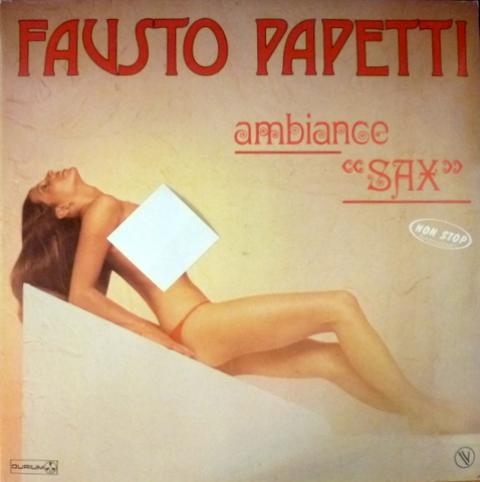 FAUSTO PAPETTI
ambiance
“SAX”
NON STOP
DURIUM